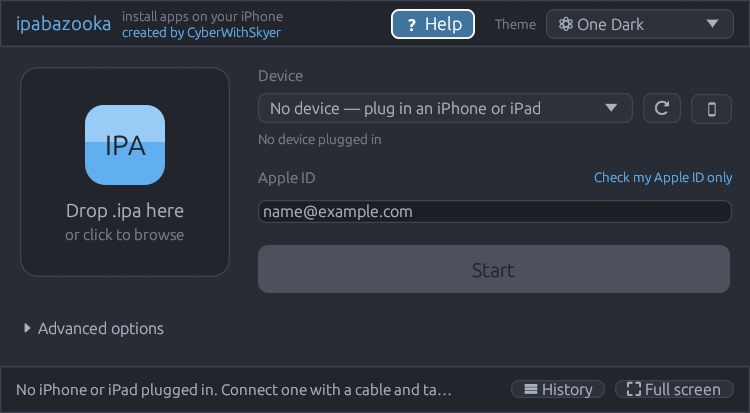 ipabazooka
install apps on your iPhone
created by CyberWithSkyer
? Help
Theme
One Dark
Device
No device — plug in an iPhone or iPad
No device plugged in
IPA
Drop .ipa here
or click to browse
Apple ID
Check my Apple ID only
name@example.com
Start
Advanced options
No iPhone or iPad plugged in. Connect one with a cable and ta…
History
Full screen